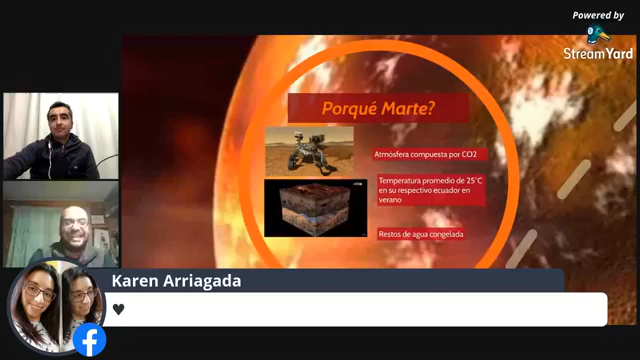 Powered by
StreamYard
Porqué Marte?
Atmósfera compuesta por CO2
Temperatura promedio de 25°C
en su respectivo ecuador en
verano
Restos de agua congelada
Karen Arriagada
♥